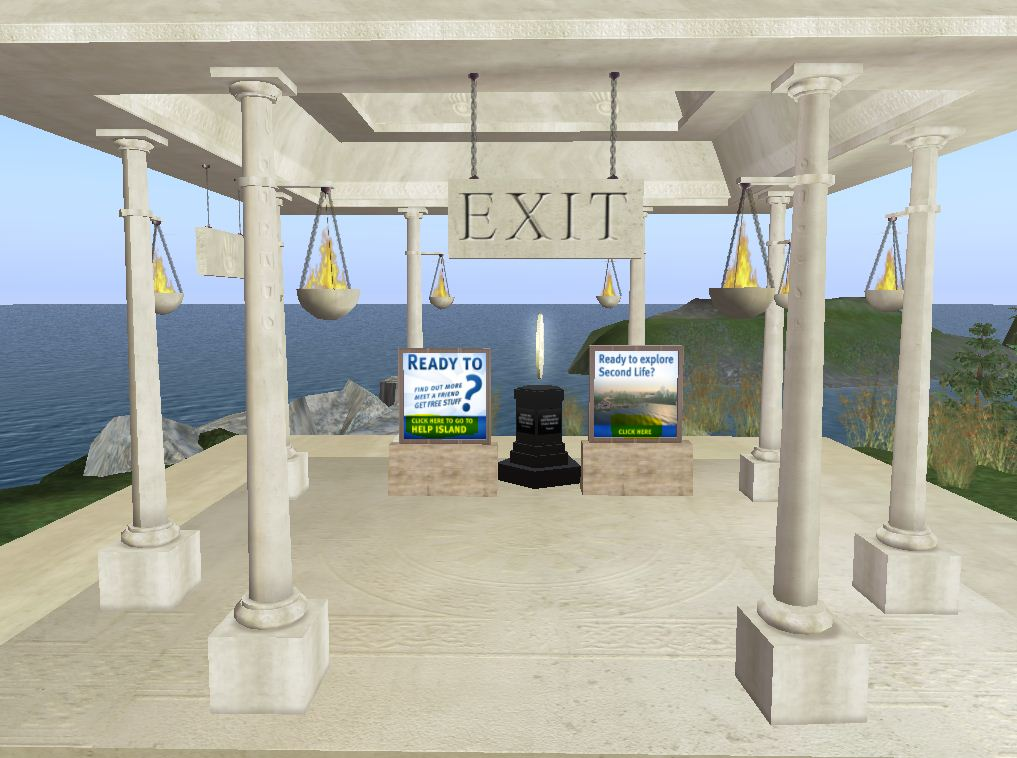 EXIT
READY TO
?
FIND OUT MORE
MEET A FRIEND
GET FREE STUFF
CLICK HERE TO GO TO
HELP ISLAND
Ready to explore
Second Life?
CLICK HERE